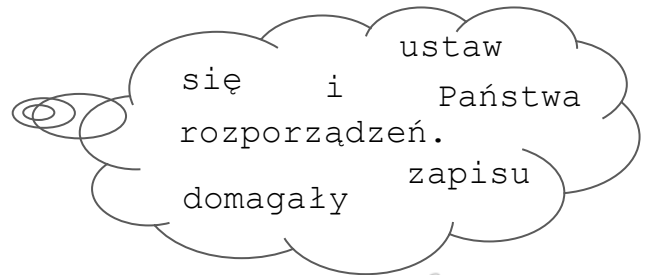 ustaw
się i Państwa
rozporządzeń.
zapisu
domagały